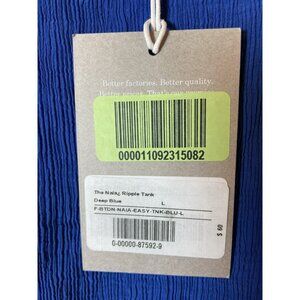 Better factories. Better quality.
000011092315082
The Naia, Ripple Tank
Deep Blue L
F-BTDN-NAIA-EASY-TNK-BLU-L
0-00000-87592-9
$ 60